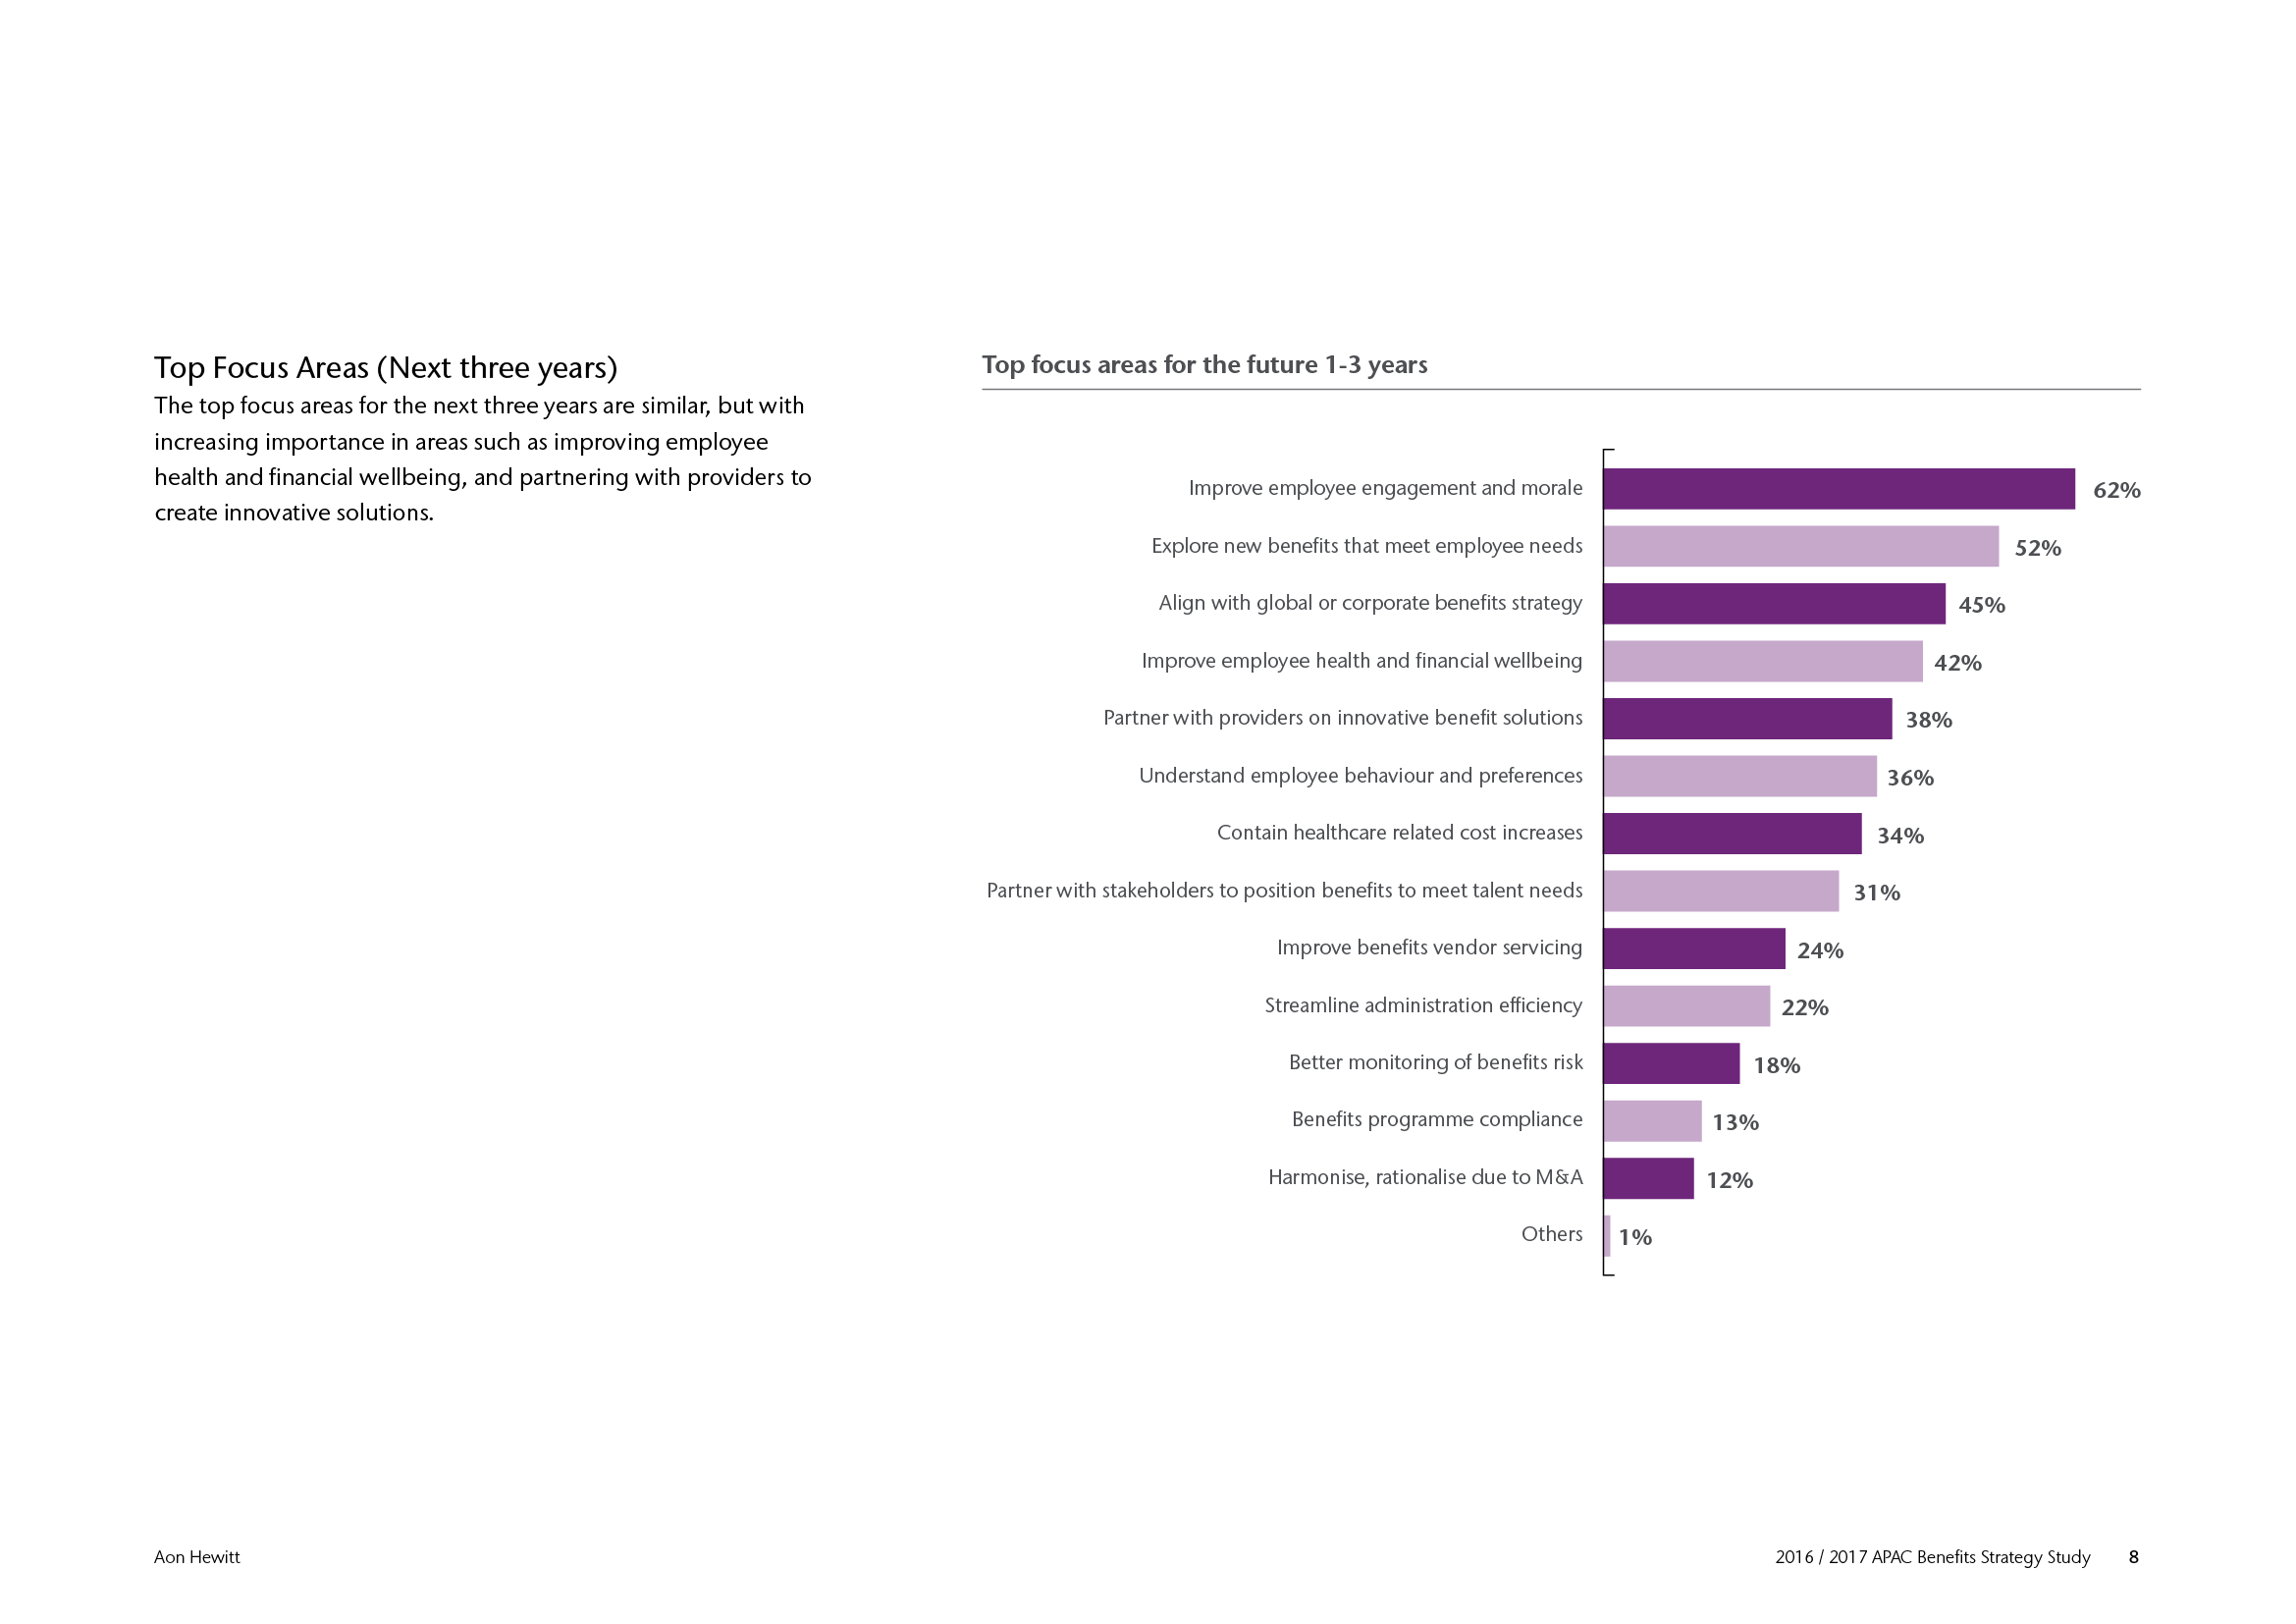 Top Focus Areas (Next three years)
The top focus areas for the next three years are similar, but with
increasing importance in areas such as improving employee
health and financial wellbeing, and partnering with providers to
create innovative solutions.
Top focus areas for the future 1-3 years
Improve employee engagement and morale 62%
Explore new benefits that meet employee needs 52%
Align with global or corporate benefits strategy 45%
Improve employee health and financial wellbeing 42%
Partner with providers on innovative benefit solutions 38%
Understand employee behaviour and preferences 36%
Contain healthcare related cost increases 34%
Partner with stakeholders to position benefits to meet talent needs 31%
Improve benefits vendor servicing 24%
Streamline administration efficiency 22%
Better monitoring of benefits risk 18%
Benefits programme compliance 13%
Harmonise, rationalise due to M&A 12%
Others 1%
Aon Hewitt
2016 / 2017 APAC Benefits Strategy Study 8